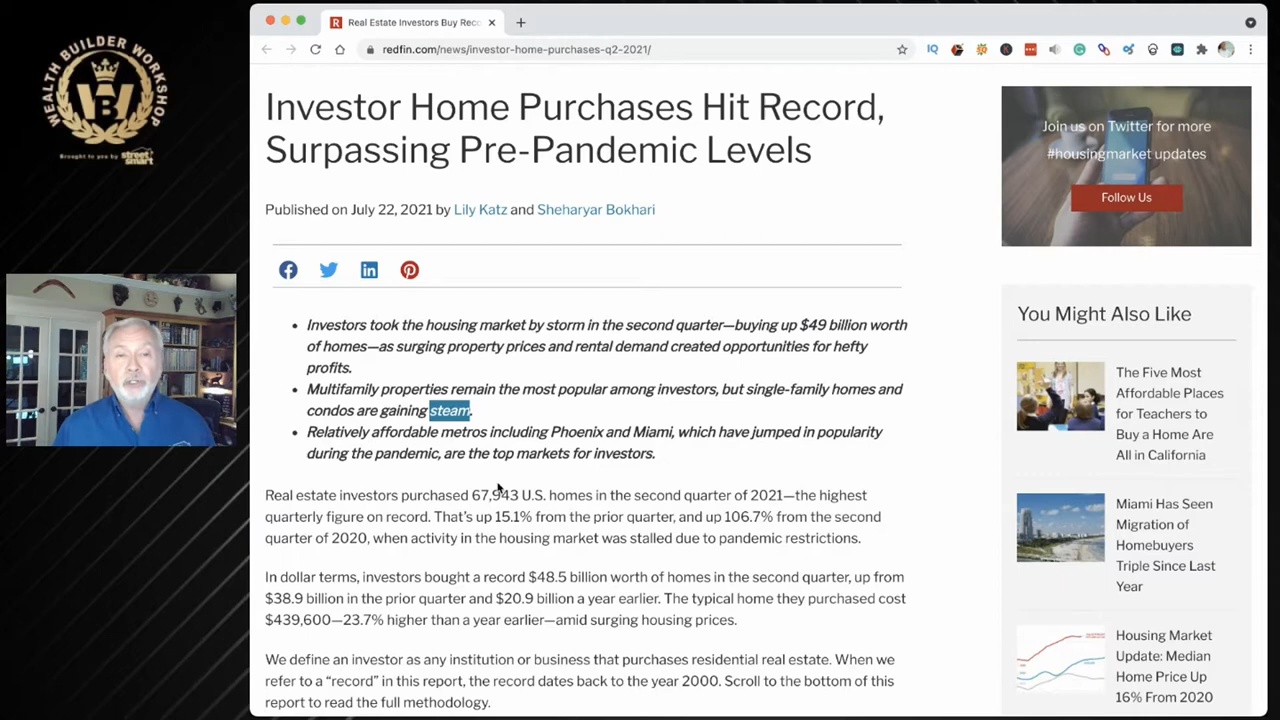 WEALTH BUILDER WORKSHOP
WB
Brought to you by street smart
Real Estate Investors Buy Reco
redfin.com/news/investor-home-purchases-q2-2021/
Investor Home Purchases Hit Record,
Surpassing Pre-Pandemic Levels
Published on July 22, 2021 by Lily Katz and Sheharyar Bokhari
• Investors took the housing market by storm in the second quarter—buying up $49 billion worth
of homes—as surging property prices and rental demand created opportunities for hefty
profits.
• Multifamily properties remain the most popular among investors, but single-family homes and
condos are gaining steam.
• Relatively affordable metros including Phoenix and Miami, which have jumped in popularity
during the pandemic, are the top markets for investors.
Real estate investors purchased 67,943 U.S. homes in the second quarter of 2021—the highest
quarterly figure on record. That's up 15.1% from the prior quarter, and up 106.7% from the second
quarter of 2020, when activity in the housing market was stalled due to pandemic restrictions.
In dollar terms, investors bought a record $48.5 billion worth of homes in the second quarter, up from
$38.9 billion in the prior quarter and $20.9 billion a year earlier. The typical home they purchased cost
$439,600—23.7% higher than a year earlier—amid surging housing prices.
We define an investor as any institution or business that purchases residential real estate. When we
refer to a “record” in this report, the record dates back to the year 2000. Scroll to the bottom of this
report to read the full methodology.
Join us on Twitter for more
#housingmarket updates
Follow Us
You Might Also Like
The Five Most
Affordable Places
for Teachers to
Buy a Home Are
All in California
Miami Has Seen
Migration of
Homebuyers
Triple Since Last
Year
Housing Market
Update: Median
Home Price Up
16% From 2020